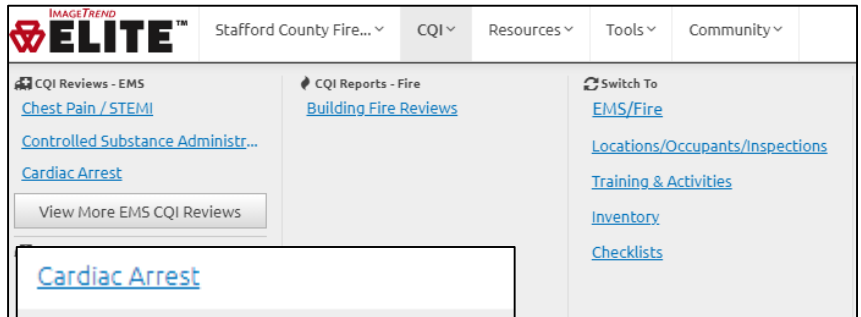 IMAGETREND
ELITE™
Stafford County Fire... CQI Resources Tools Community
CQI Reviews - EMS
Chest Pain / STEMI
Controlled Substance Administr...
Cardiac Arrest
View More EMS CQI Reviews
CQI Reports - Fire
Building Fire Reviews
Switch To
EMS/Fire
Locations/Occupants/Inspections
Training & Activities
Inventory
Checklists
Cardiac Arrest